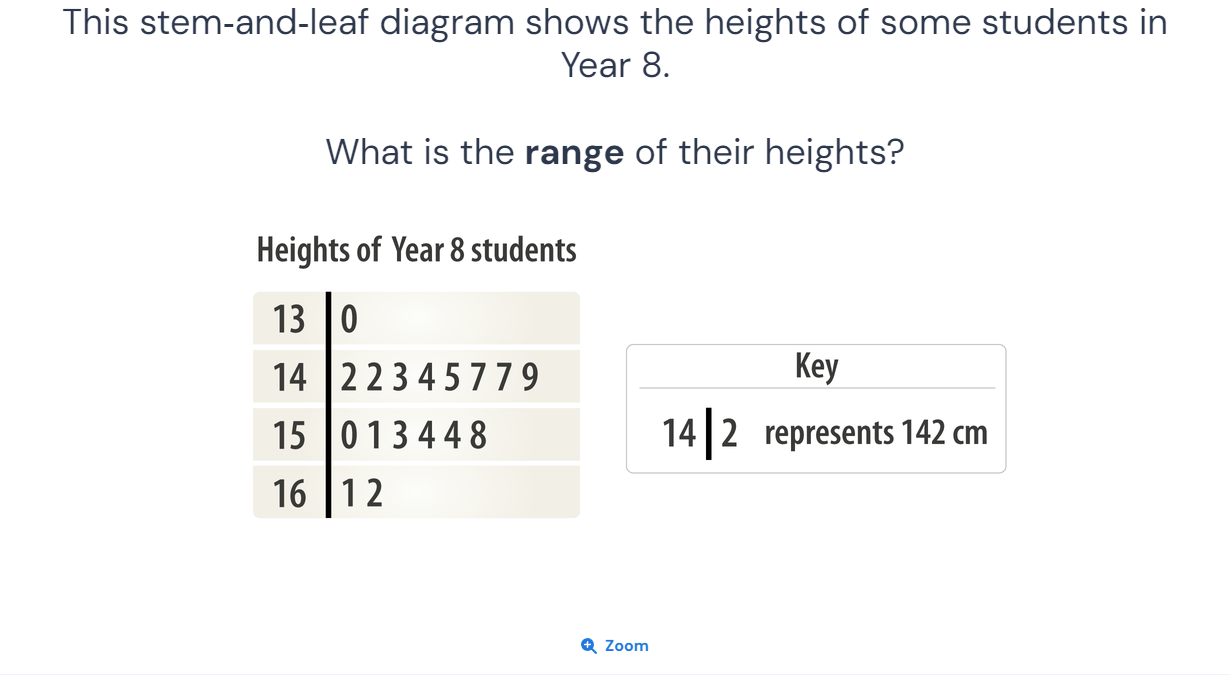 This stem-and-leaf diagram shows the heights of some students in
Year 8.
What is the range of their heights?
Heights of Year 8 students
13 0
14 2 2 3 4 5 7 7 9
15 0 1 3 4 4 8
16 1 2
Key
14 2 represents 142 cm
Zoom